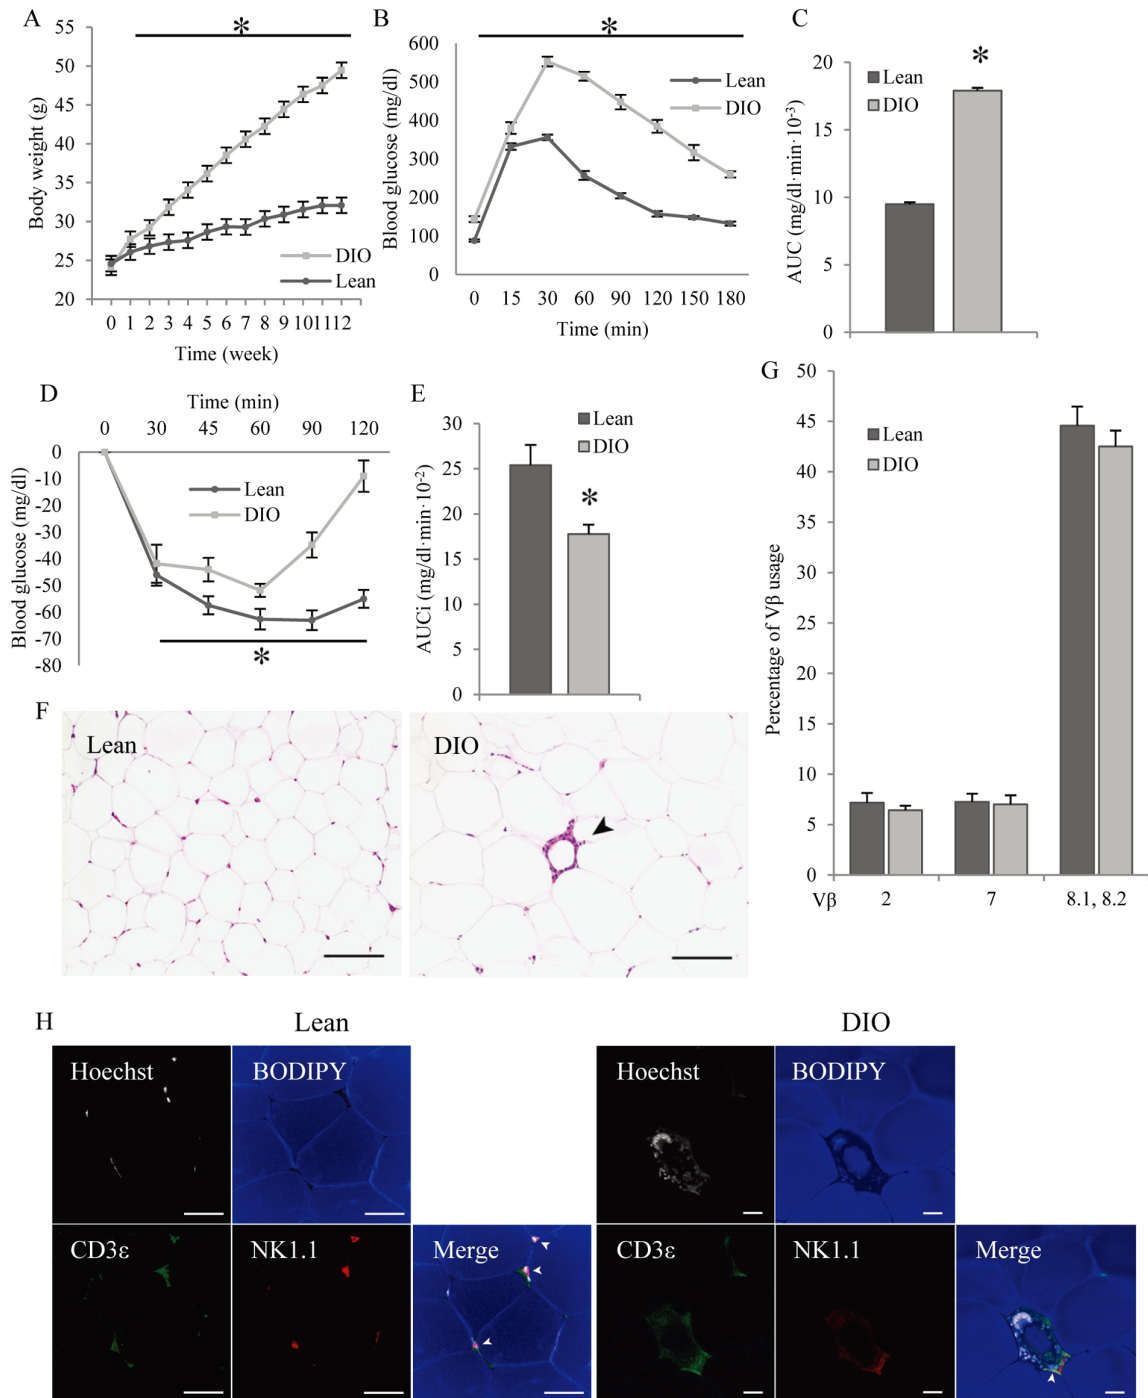 A
Body weight (g)
55
50
45
40
35
30
25
20
*
DIO
Lean
0 1 2 3 4 5 6 7 8 9 10 11 12
Time (week)
B
Blood glucose (mg/dl)
600
500
400
300
200
100
0
*
Lean
DIO
0 15 30 60 90 120 150 180
Time (min)
C
AUC (mg/dl·min·10-3)
20
15
10
5
0
Lean
DIO
*
D
Time (min)
0 30 45 60 90 120
Blood glucose (mg/dl)
0
-10
-20
-30
-40
-50
-60
-70
-80
Lean
DIO
*
E
AUCi (mg/dl·min·10-2)
30
25
20
15
10
5
0
Lean
DIO
*
F
Lean
DIO
G
Percentage of Vβ usage
50
45
40
35
30
25
20
15
10
5
0
Lean
DIO
Vβ 2 7 8.1, 8.2
H
Lean
Hoechst BODIPY
CD3ε NK1.1 Merge
DIO
Hoechst BODIPY
CD3ε NK1.1 Merge